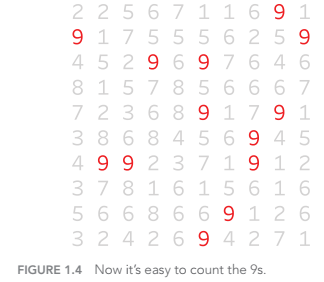 2 2 5 6 7 1 1 6 9 1
9 1 7 5 5 5 6 2 5 9
4 5 2 9 6 9 7 6 4 6
8 1 5 7 8 5 6 6 6 7
7 2 3 6 8 9 1 7 9 1
3 8 6 8 4 5 6 9 4 5
4 9 9 2 3 7 1 9 1 2
3 7 8 1 6 1 5 6 1 6
5 6 6 8 6 6 9 1 2 6
3 2 4 2 6 9 4 2 7 1
FIGURE 1.4 Now it's easy to count the 9s.